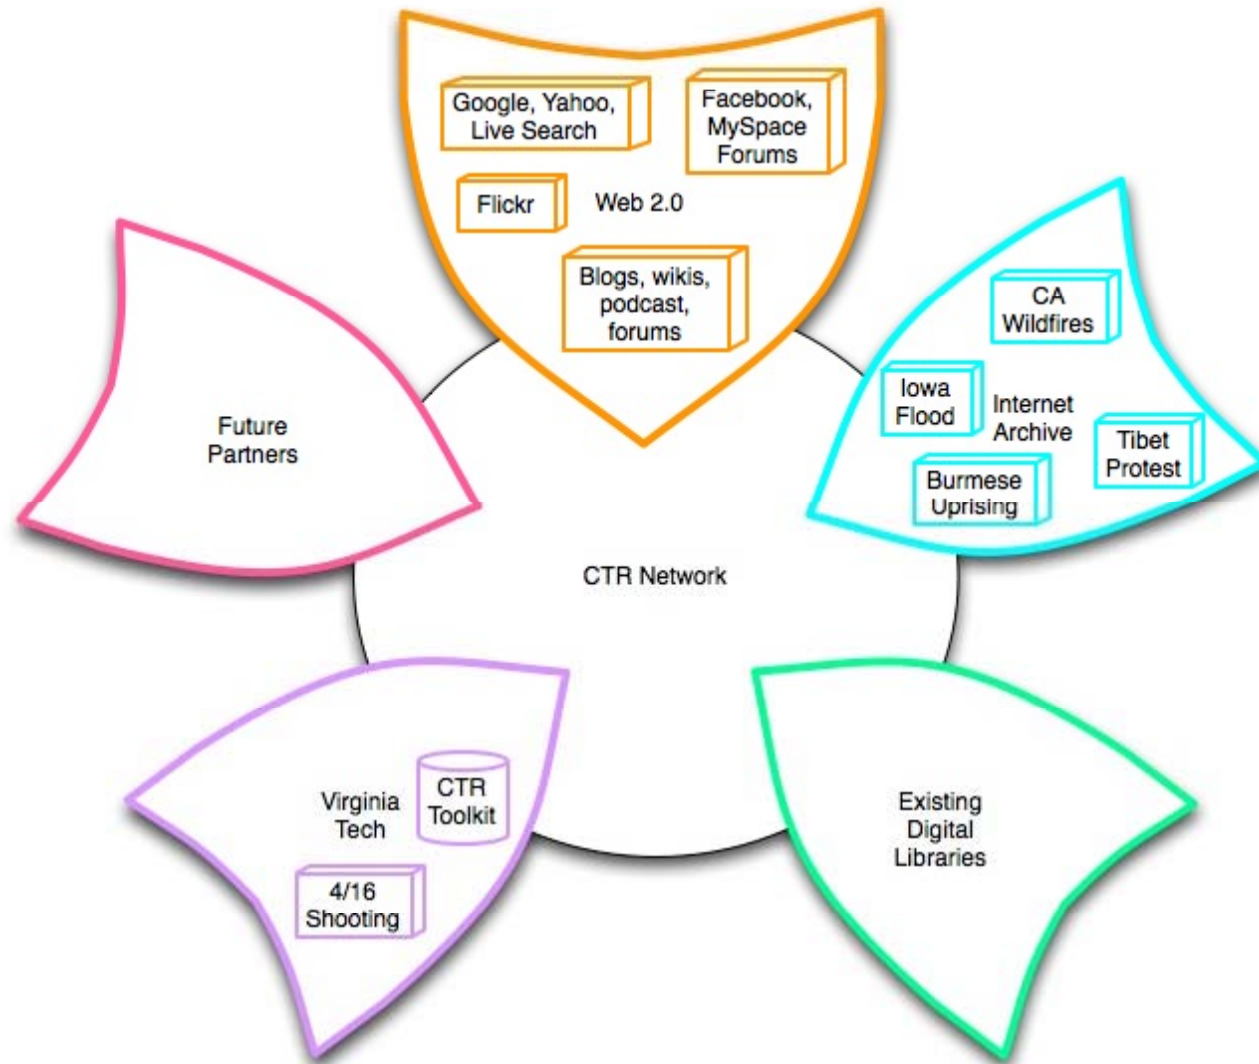 Google, Yahoo,
Live Search
Facebook,
MySpace
Forums
Flickr
Web 2.0
Blogs, wikis,
podcast,
forums
CA
Wildfires
Iowa
Flood
Internet
Archive
Tibet
Protest
Burmese
Uprising
Future
Partners
CTR Network
Virginia
Tech
CTR
Toolkit
4/16
Shooting
Existing
Digital
Libraries